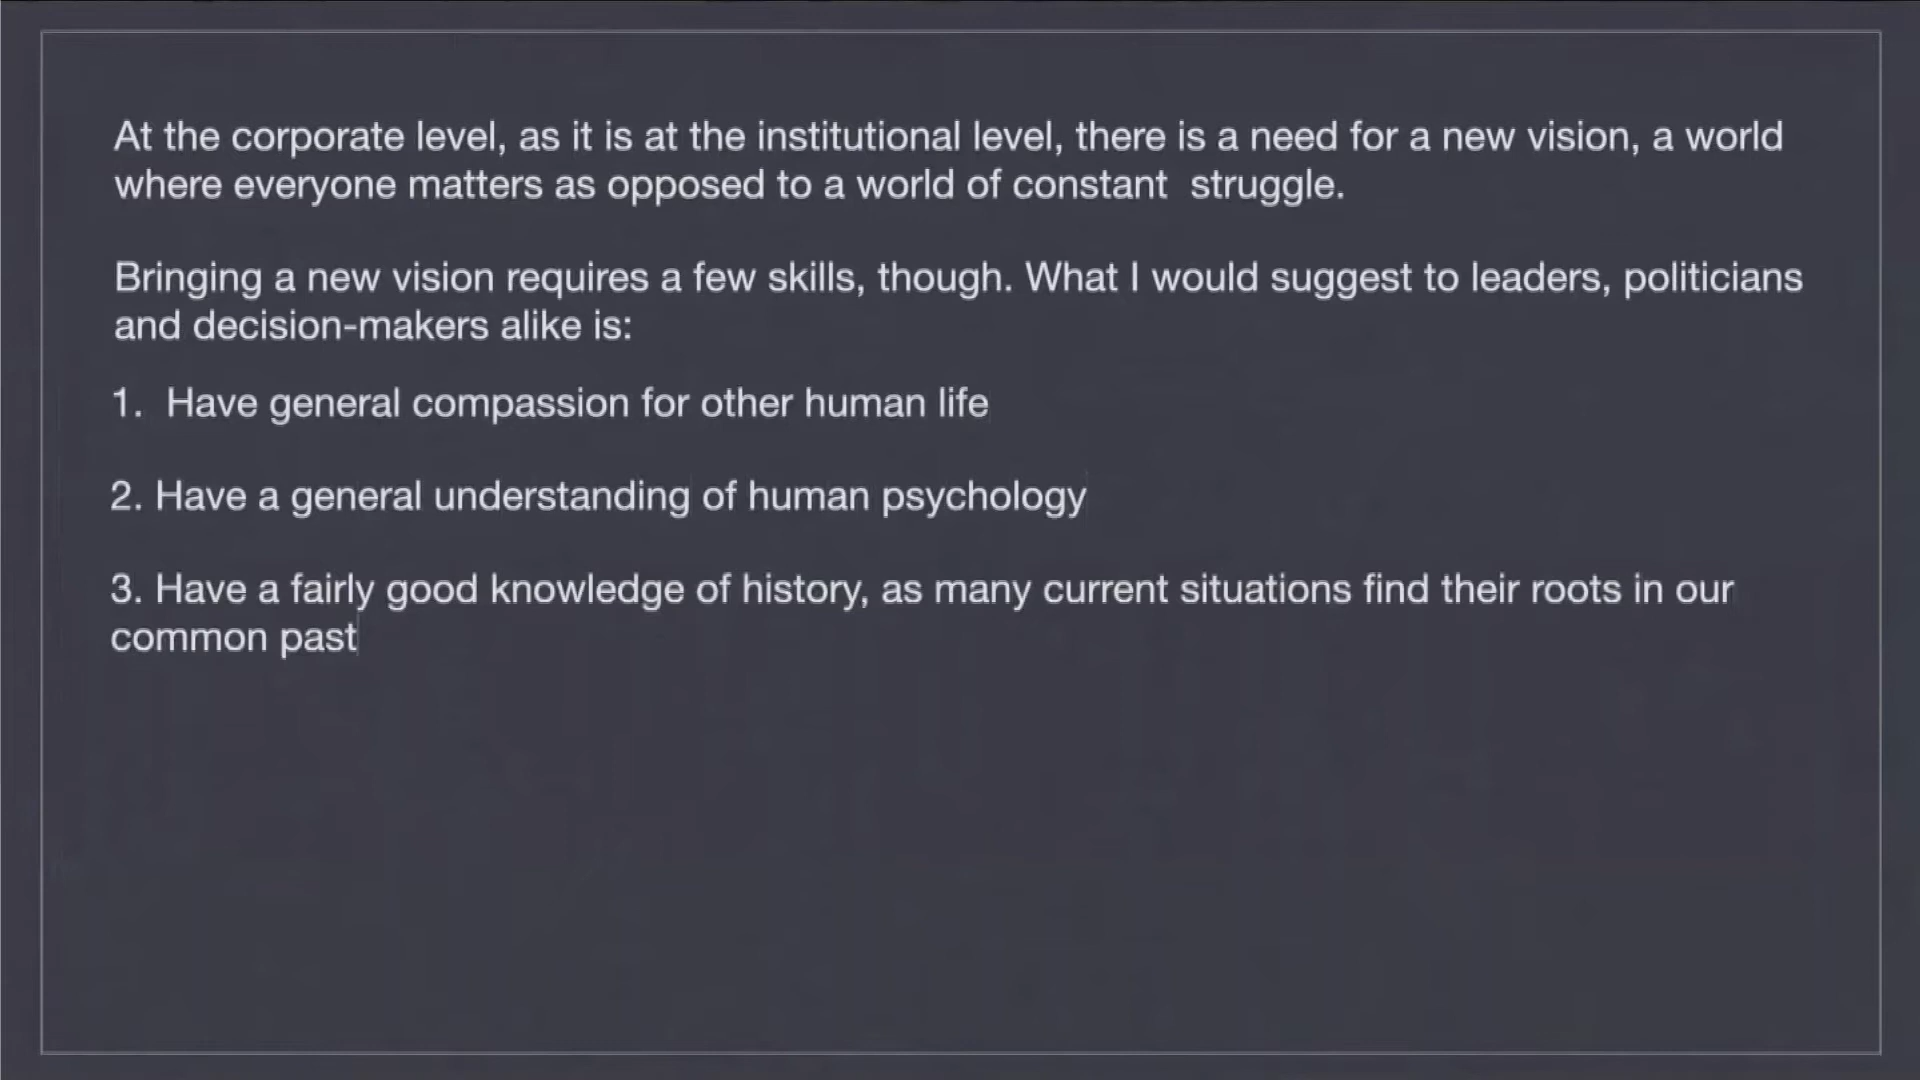 At the corporate level, as it is at the institutional level, there is a need for a new vision, a world
where everyone matters as opposed to a world of constant  struggle.
Bringing a new vision requires a few skills, though. What I would suggest to leaders, politicians
and decision-makers alike is:
1.  Have general compassion for other human life
2. Have a general understanding of human psychology
3. Have a fairly good knowledge of history, as many current situations find their roots in our
common past